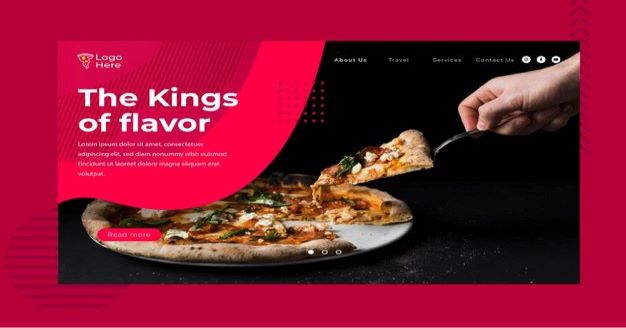 Logo
Here
About Us
Travel
Services
Contact Us
The Kings
of flavor
Lorem ipsum dolor sit amet, consectetuer
adipiscing elit, sed diam nonummy nibh euismod
tincidunt ut laoreet dolore magna aliquam erat
volutpat.
Read more